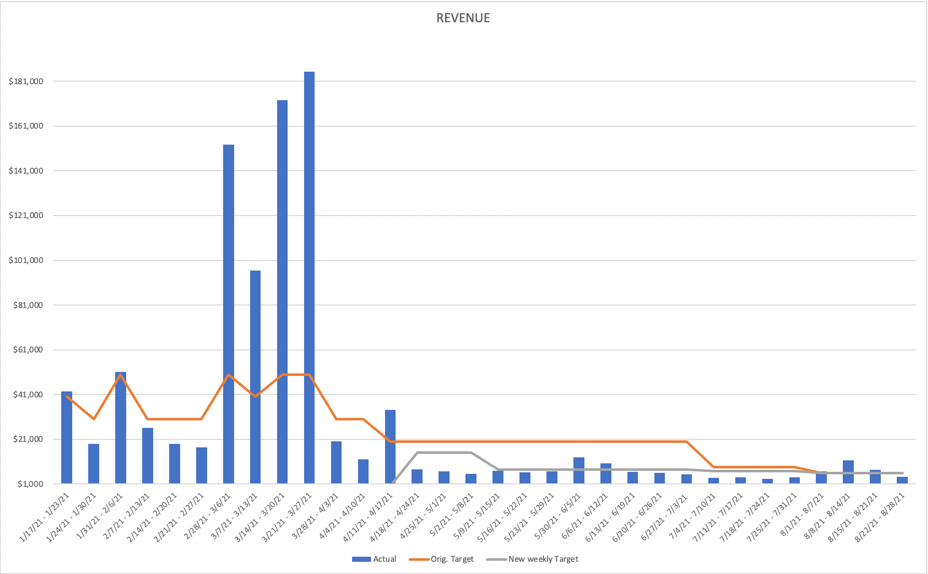 REVENUE
$181,000
$161,000
$141,000
$121,000
$101,000
$81,000
$61,000
$41,000
$21,000
$1,000
1/17/21 - 1/23/21
1/24/21 - 1/30/21
1/31/21 - 2/6/21
2/7/21 - 2/13/21
2/14/21 - 2/20/21
2/21/21 - 2/27/21
2/28/21 - 3/6/21
3/7/21 - 3/13/21
3/14/21 - 3/20/21
3/21/21 - 3/27/21
3/28/21 - 4/3/21
4/4/21 - 4/10/21
4/11/21 - 4/17/21
4/18/21 - 4/24/21
4/25/21 - 5/1/21
5/2/21 - 5/8/21
5/9/21 - 5/15/21
5/16/21 - 5/22/21
5/23/21 - 5/29/21
5/30/21 - 6/5/21
6/6/21 - 6/12/21
6/13/21 - 6/19/21
6/20/21 - 6/26/21
6/27/21 - 7/3/21
7/4/21 - 7/10/21
7/11/21 - 7/17/21
7/18/21 - 7/24/21
7/25/21 - 7/31/21
8/1/21 - 8/7/21
8/8/21 - 8/14/21
8/15/21 - 8/21/21
8/22/21 - 8/28/21
Actual
Orig. Target
New weekly Target